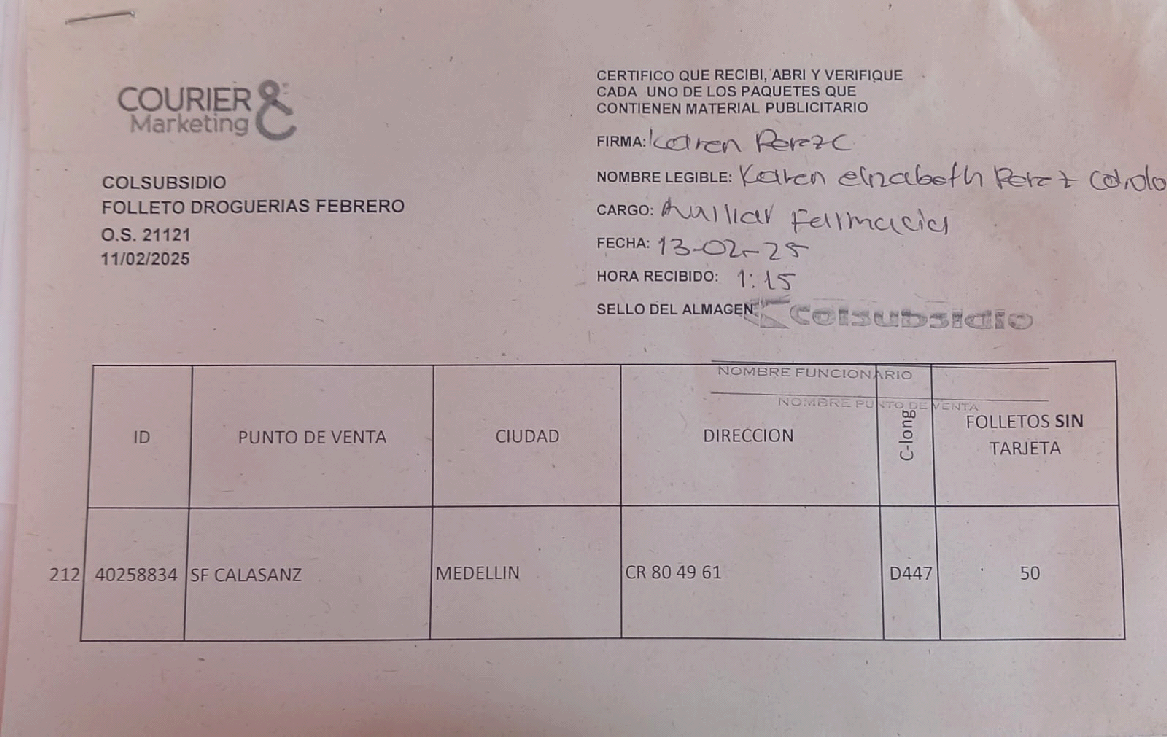 COURIER &
Marketing
COLSUBSIDIO
FOLLETO DROGUERIAS FEBRERO
O.S. 21121
11/02/2025
CERTIFICO QUE RECIBI, ABRI Y VERIFIQUE
CADA UNO DE LOS PAQUETES QUE
CONTIENEN MATERIAL PUBLICITARIO
FIRMA: Karen Perez C
NOMBRE LEGIBLE: Karen elizabeth Perez
CARGO: Auxiliar Farmacia
FECHA: 13-02-25
HORA RECIBIDO: 1:15
SELLO DEL ALMACEN: Colsubsidio
NOMBRE FUNCIONARIO
NOMBRE PUNTO DE VENTA
ID PUNTO DE VENTA CIUDAD DIRECCION C-long FOLLETOS SIN
TARJETA
212 40258834 SF CALASANZ MEDELLIN CR 80 49 61 D447 50